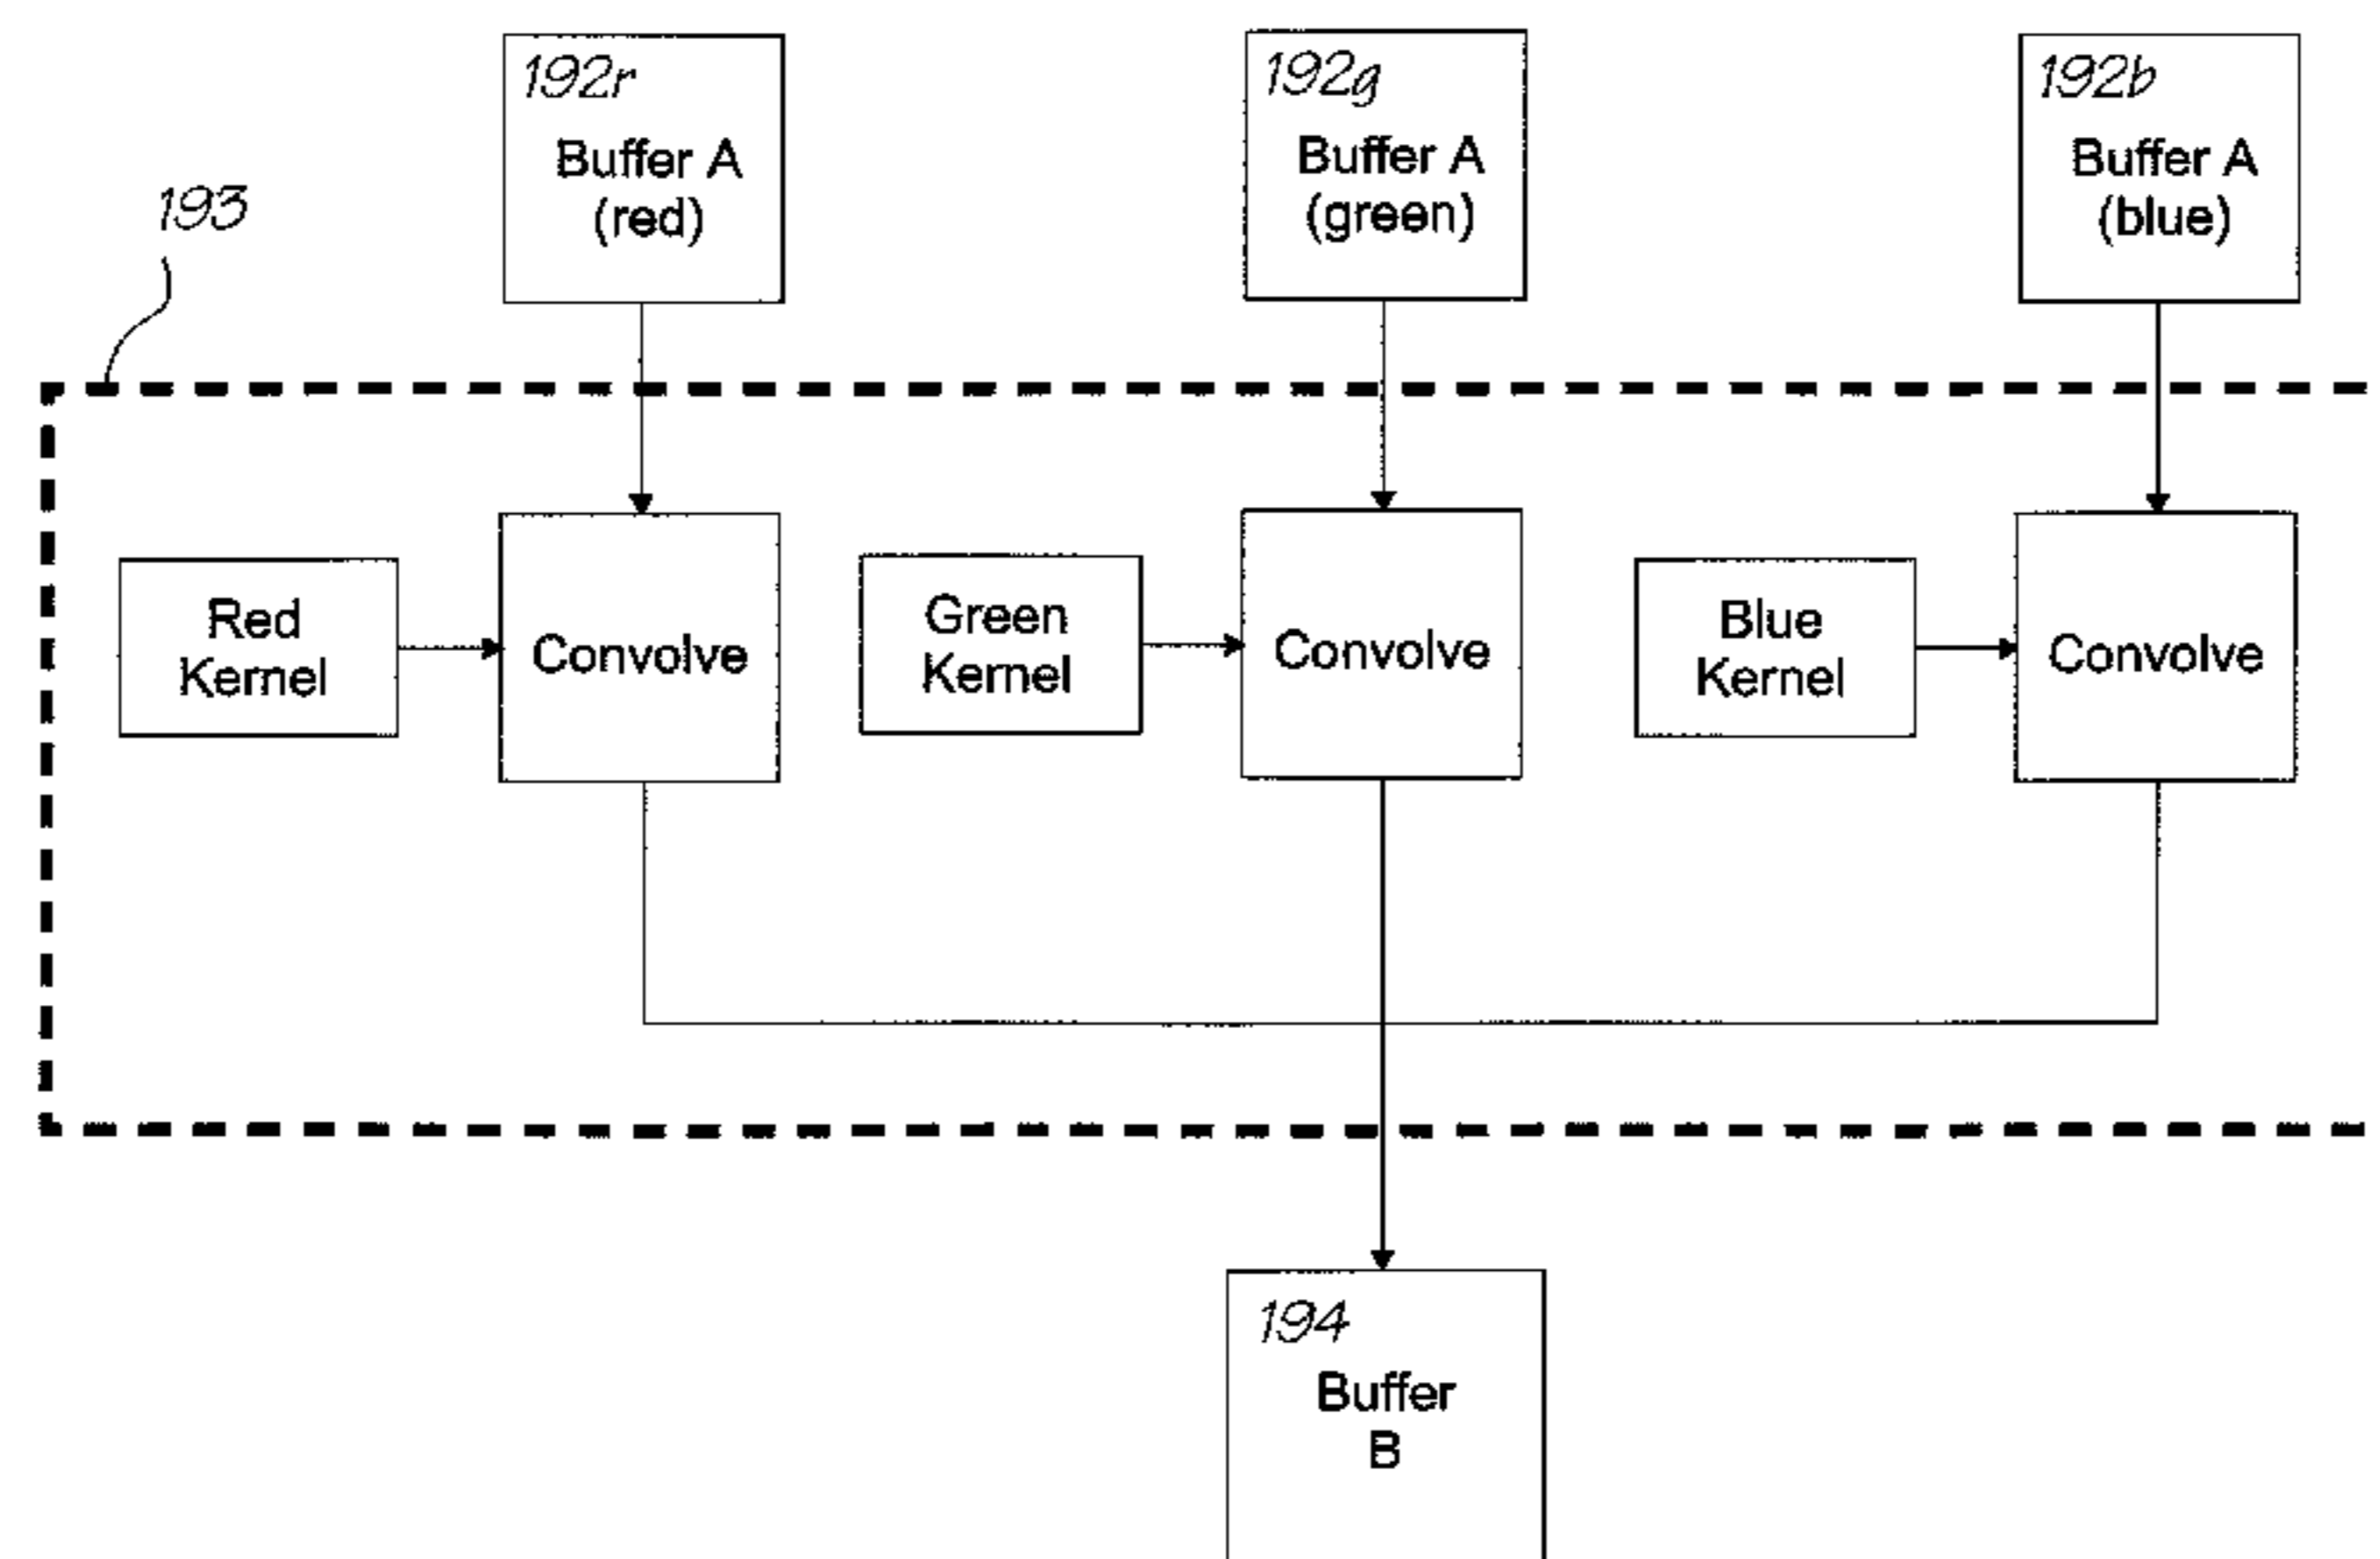 192r
Buffer A
(red)
192g
Buffer A
(green)
192b
Buffer A
(blue)
193
Red
Kernel
Convolve
Green
Kernel
Convolve
Blue
Kernel
Convolve
194
Buffer
B